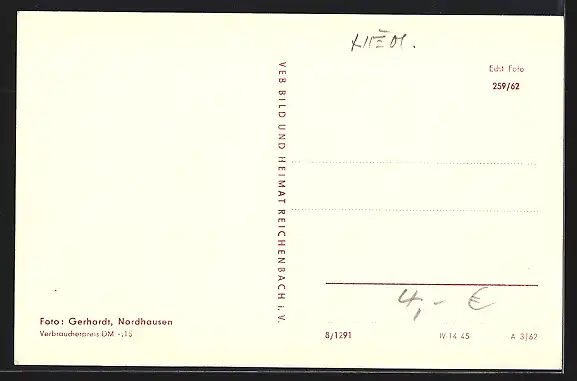 Echt Foto
259/62
VEB BILD UND HEIMAT REICHENBACH i. V.
4,- €
Foto: Gerhardt, Nordhausen
Verbraucherpreis DM -,15
8/1291
IV-14-45
A 3/62